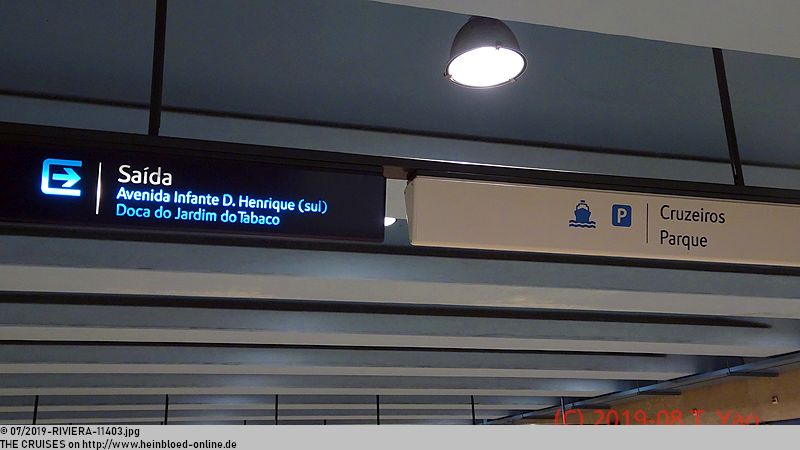 Saída
Avenida Infante D. Henrique (sul)
Doca do Jardim do Tabaco
P
Cruzeiros
Parque
(C) 2019-08 T. Yao
© 07/2019-RIVIERA-11403.jpg
THE CRUISES on http://www.heinbloed-online.de